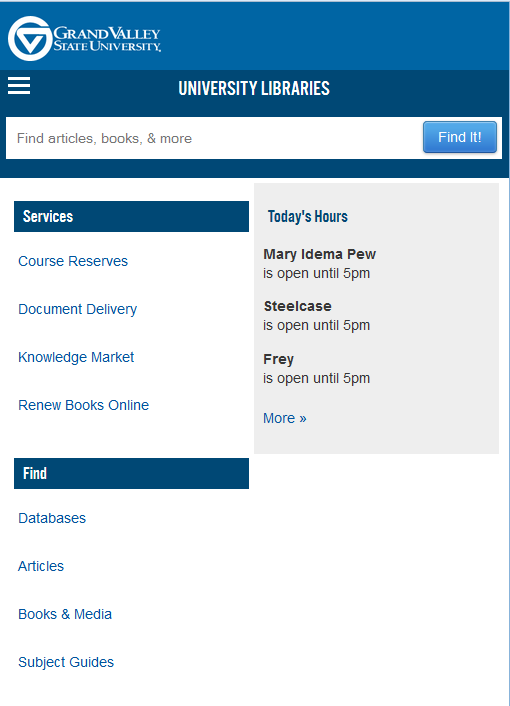 GRANDVALLEY
STATE UNIVERSITY.
UNIVERSITY LIBRARIES
Find articles, books, & more
Find It!
Services
Course Reserves
Document Delivery
Knowledge Market
Renew Books Online
Today's Hours
Mary Idema Pew
is open until 5pm
Steelcase
is open until 5pm
Frey
is open until 5pm
More »
Find
Databases
Articles
Books & Media
Subject Guides